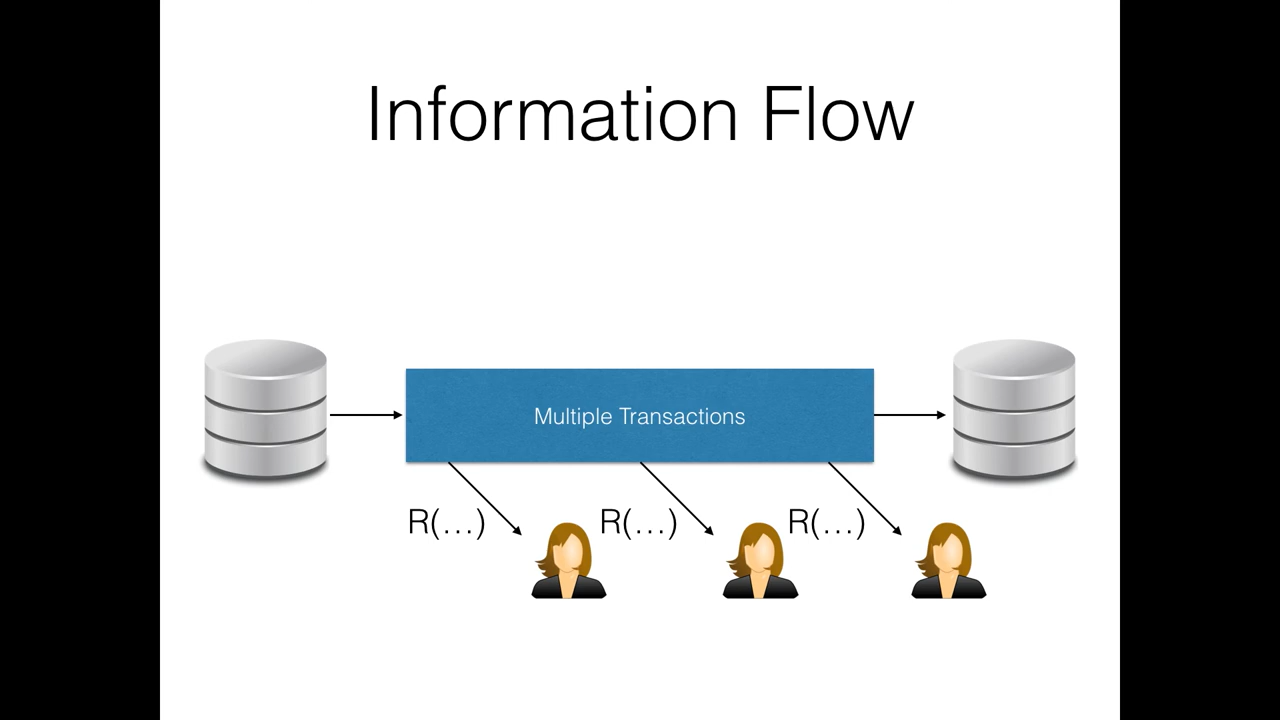 Information Flow
Multiple Transactions
R(…) R(…) R(…)